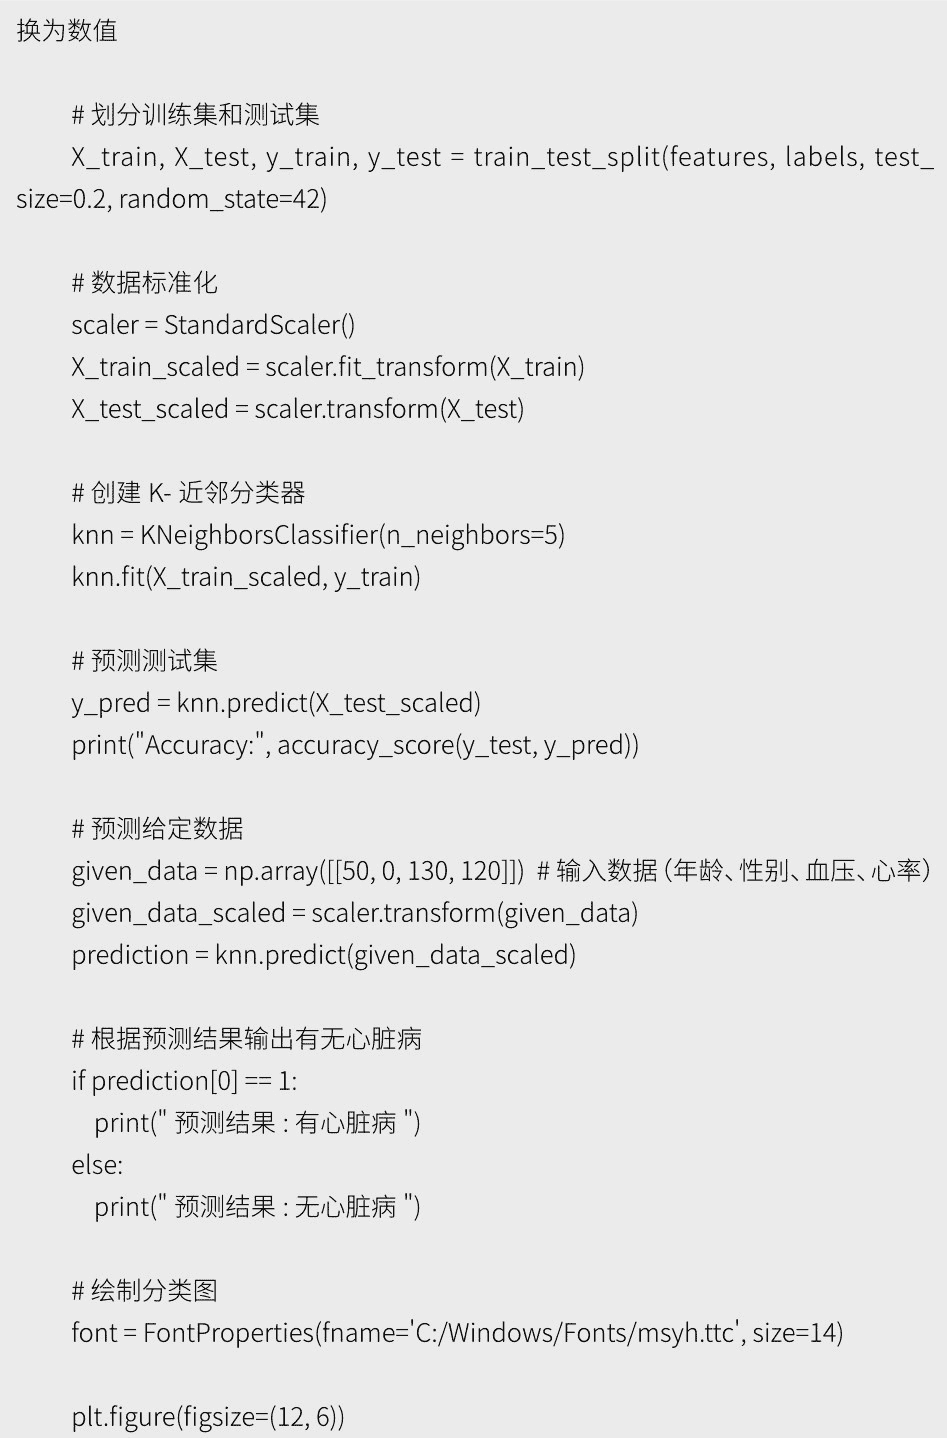 换为数值
# 划分训练集和测试集
X_train, X_test, y_train, y_test = train_test_split(features, labels, test_
size=0.2, random_state=42)
# 数据标准化
scaler = StandardScaler()
X_train_scaled = scaler.fit_transform(X_train)
X_test_scaled = scaler.transform(X_test)
# 创建 K- 近邻分类器
knn = KNeighborsClassifier(n_neighbors=5)
knn.fit(X_train_scaled, y_train)
# 预测测试集
y_pred = knn.predict(X_test_scaled)
print("Accuracy:", accuracy_score(y_test, y_pred))
# 预测给定数据
given_data = np.array([[50, 0, 130, 120]]) # 输入数据（年龄、性别、血压、心率）
given_data_scaled = scaler.transform(given_data)
prediction = knn.predict(given_data_scaled)
# 根据预测结果输出有无心脏病
if prediction[0] == 1:
print(" 预测结果 : 有心脏病 ")
else:
print(" 预测结果 : 无心脏病 ")
# 绘制分类图
font = FontProperties(fname='C:/Windows/Fonts/msyh.ttc', size=14)
plt.figure(figsize=(12, 6))